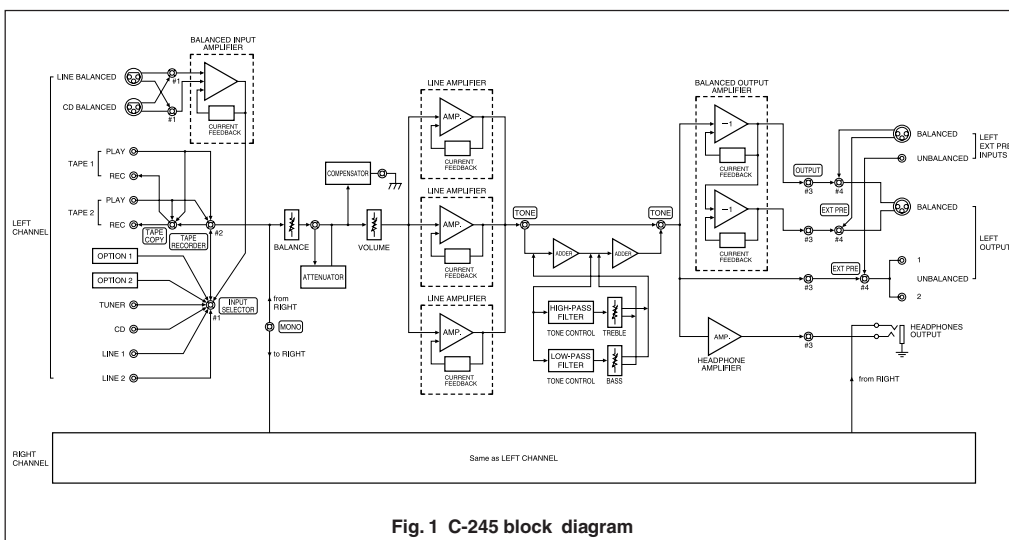 BALANCED INPUT
AMPLIFIER
LINE BALANCED
CD BALANCED
#1
#1
CURRENT
FEEDBACK
TAPE 1
PLAY
REC
TAPE 2
PLAY
REC
TAPE
COPY
TAPE
RECORDER
#2
LEFT
CHANNEL
OPTION 1
OPTION 2
TUNER
CD
LINE 1
LINE 2
INPUT
SELECTOR
#1
from
RIGHT
MONO
to RIGHT
BALANCE
ATTENUATOR
COMPENSATOR
VOLUME
LINE AMPLIFIER
AMP.
CURRENT
FEEDBACK
LINE AMPLIFIER
AMP.
CURRENT
FEEDBACK
LINE AMPLIFIER
AMP.
CURRENT
FEEDBACK
TONE
TONE
ADDER
ADDER
HIGH-PASS
FILTER
TONE CONTROL
TREBLE
LOW-PASS
FILTER
TONE CONTROL
BASS
BALANCED OUTPUT
AMPLIFIER
−1
CURRENT
FEEDBACK
−1
CURRENT
FEEDBACK
OUTPUT
#3
#4
EXT PRE
#3
#4
EXT PRE
#3
#4
AMP.
HEADPHONE
AMPLIFIER
#3
BALANCED
UNBALANCED
LEFT
EXT PRE
INPUTS
BALANCED
1
UNBALANCED
2
LEFT
OUTPUT
HEADPHONES
OUTPUT
from RIGHT
RIGHT
CHANNEL
Same as LEFT CHANNEL
Fig. 1 C-245 block diagram